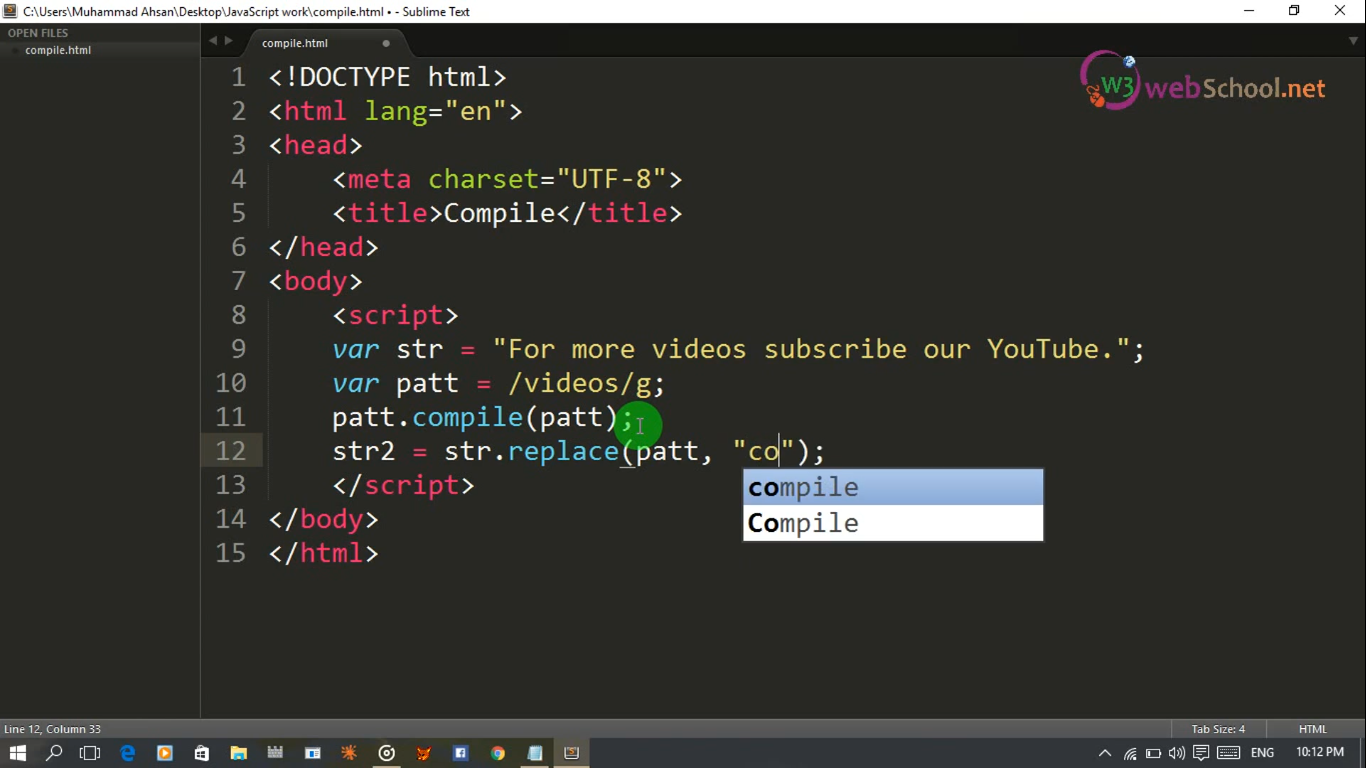 C:\Users\Muhammad Ahsan\Desktop\JavaScript work\compile.html • - Sublime Text
OPEN FILES
compile.html
compile.html
W3 webSchool.net
1 <!DOCTYPE html>
2 <html lang="en">
3 <head>
4 <meta charset="UTF-8">
5 <title>Compile</title>
6 </head>
7 <body>
8 <script>
9 var str = "For more videos subscribe our YouTube.";
10 var patt = /videos/g;
11 patt.compile(patt);
12 str2 = str.replace(patt, "co");
compile
Compile
13 </script>
14 </body>
15 </html>
Line 12, Column 33
Tab Size: 4
HTML
ENG
10:12 PM